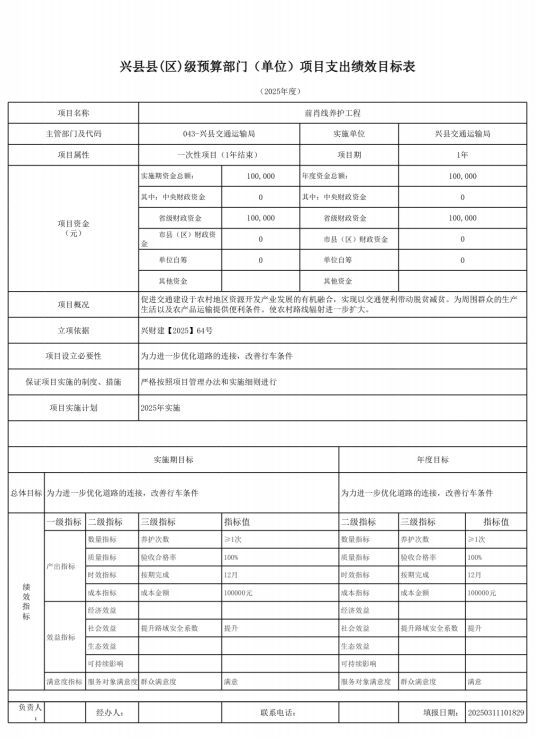 兴县县(区)级预算部门（单位）项目支出绩效目标表
（2025年度）
项目名称 前肖线养护工程
主管部门及代码 043-兴县交通运输局 实施单位 兴县交通运输局
项目属性 一次性项目（1年结束） 项目期 1年
项目资金
（元）
实施期资金总额： 100,000 年度资金总额： 100,000
其中：中央财政资金 0 其中：中央财政资金 0
省级财政资金 100,000 省级财政资金 100,000
市县（区）财政资金 0 市县（区）财政资金 0
单位自筹 0 单位自筹 0
其他资金 其他资金
项目概况 促进交通建设于农村地区资源开发产业发展的有机融合，实现以交通便利带动脱贫减贫。为周围群众的生产
生活以及农产品运输提供便利条件。使农村路线辐射进一步扩大。
立项依据 兴财建【2025】64号
项目设立必要性 为力进一步优化道路的连接，改善行车条件
保证项目实施的制度、措施 严格按照项目管理办法和实施细则进行
项目实施计划 2025年实施
实施期目标 年度目标
总体目标 为力进一步优化道路的连接，改善行车条件 为力进一步优化道路的连接，改善行车条件
绩效指标
一级指标 二级指标 三级指标 指标值 二级指标 三级指标 指标值
产出指标
数量指标 养护次数 ≥1次 数量指标 养护次数 ≥1次
质量指标 验收合格率 100% 质量指标 验收合格率 100%
时效指标 按期完成 12月 时效指标 按期完成 12月
成本指标 成本金额 100000元 成本指标 成本金额 100000元
效益指标
经济效益 经济效益
社会效益 提升路域安全系数 提升 社会效益 提升路域安全系数 提升
生态效益 生态效益
可持续影响 可持续影响
满意度指标 服务对象满意度 群众满意度 满意 服务对象满意度 群众满意度 满意
负责人： 经办人： 联系电话： 填报日期： 20250311101829